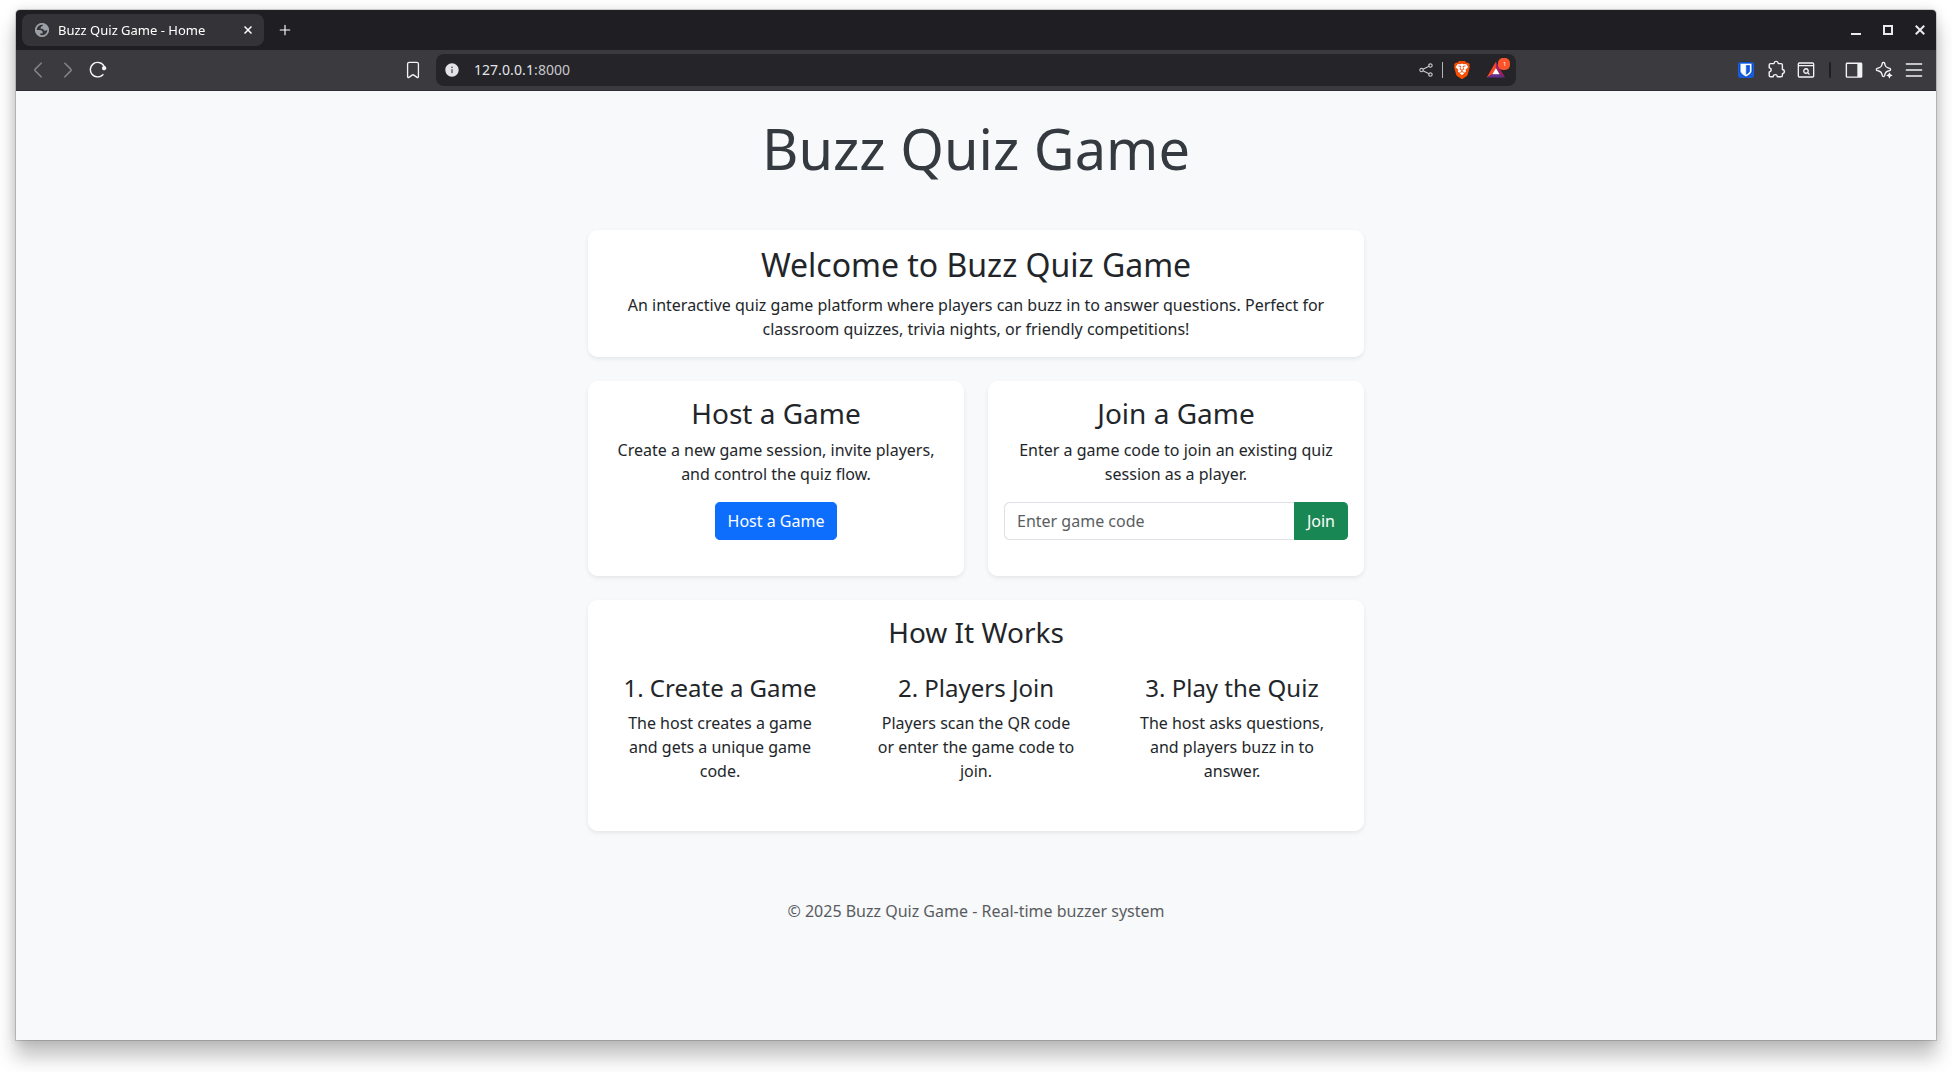 Buzz Quiz Game - Home
127.0.0.1:8000
Buzz Quiz Game
Welcome to Buzz Quiz Game
An interactive quiz game platform where players can buzz in to answer questions. Perfect for
classroom quizzes, trivia nights, or friendly competitions!
Host a Game
Create a new game session, invite players,
and control the quiz flow.
Host a Game
Join a Game
Enter a game code to join an existing quiz
session as a player.
Enter game code
Join
How It Works
1. Create a Game
The host creates a game
and gets a unique game
code.
2. Players Join
Players scan the QR code
or enter the game code to
join.
3. Play the Quiz
The host asks questions,
and players buzz in to
answer.
© 2025 Buzz Quiz Game - Real-time buzzer system